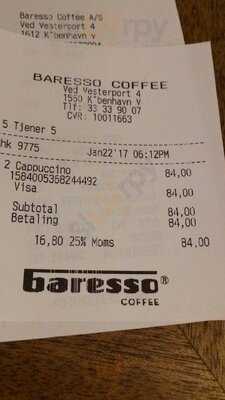 Baresso Coffee A/S
Ved Vesterport 4
1612 K'benhavn V
BARESSO COFFEE
Ved Vesterport 4
1560 K'benhavn V
Tlf: 33 33 90 07
CVR: 10011663
5 Tjener 5
hk 9775 Jan22'17 06:12PM
2 Cappuccino 84,00
1584005368244492
Visa 84,00
Subtotal 84,00
Betaling 84,00
16,80 25% Moms 84,00
baresso®
COFFEE